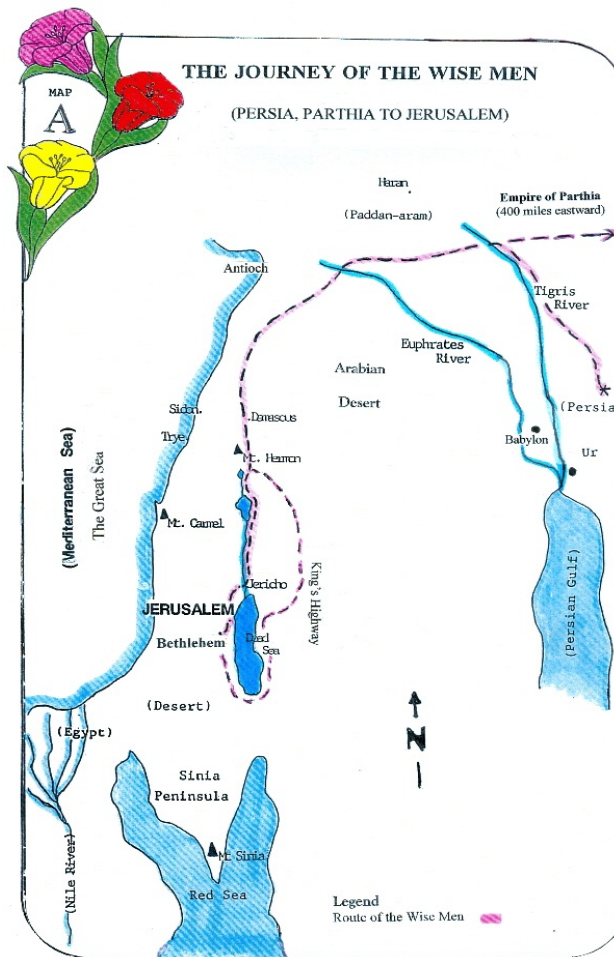 MAP
A
THE JOURNEY OF THE WISE MEN
(PERSIA, PARTHIA TO JERUSALEM)
Haran
(Paddan-aram)
Empire of Parthia
(400 miles eastward)
Antioch
Tigris
River
Euphrates
River
Arabian
Desert
(Persia
Sidon
Trye
Damascus
Mt. Hermon
Babylon
Ur
(Mediterranean Sea)
The Great Sea
Mt. Carmel
King's Highway
(Persian Gulf)
Jericho
JERUSALEM
Bethlehem
Dead
Sea
(Desert)
N
(Egypt)
Sinia
Peninsula
(Nile River)
Mt Sinia
Red Sea
Legend
Route of the Wise Men